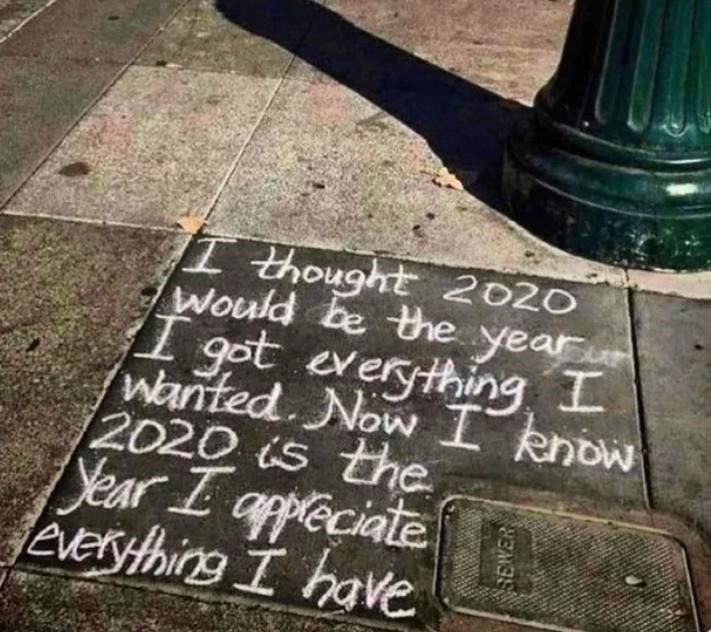 I thought 2020
would be the year
I got everything I
wanted. Now I know
2020 is the
year I appreciate
everything I have
SEWER